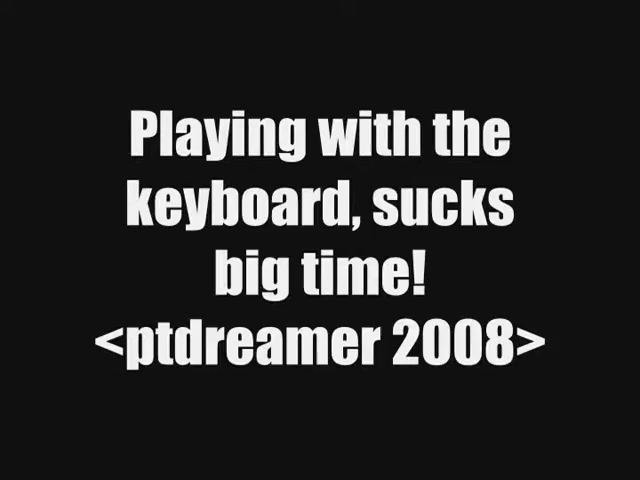 Playing with the
keyboard, sucks
big time!
<ptdreamer 2008>